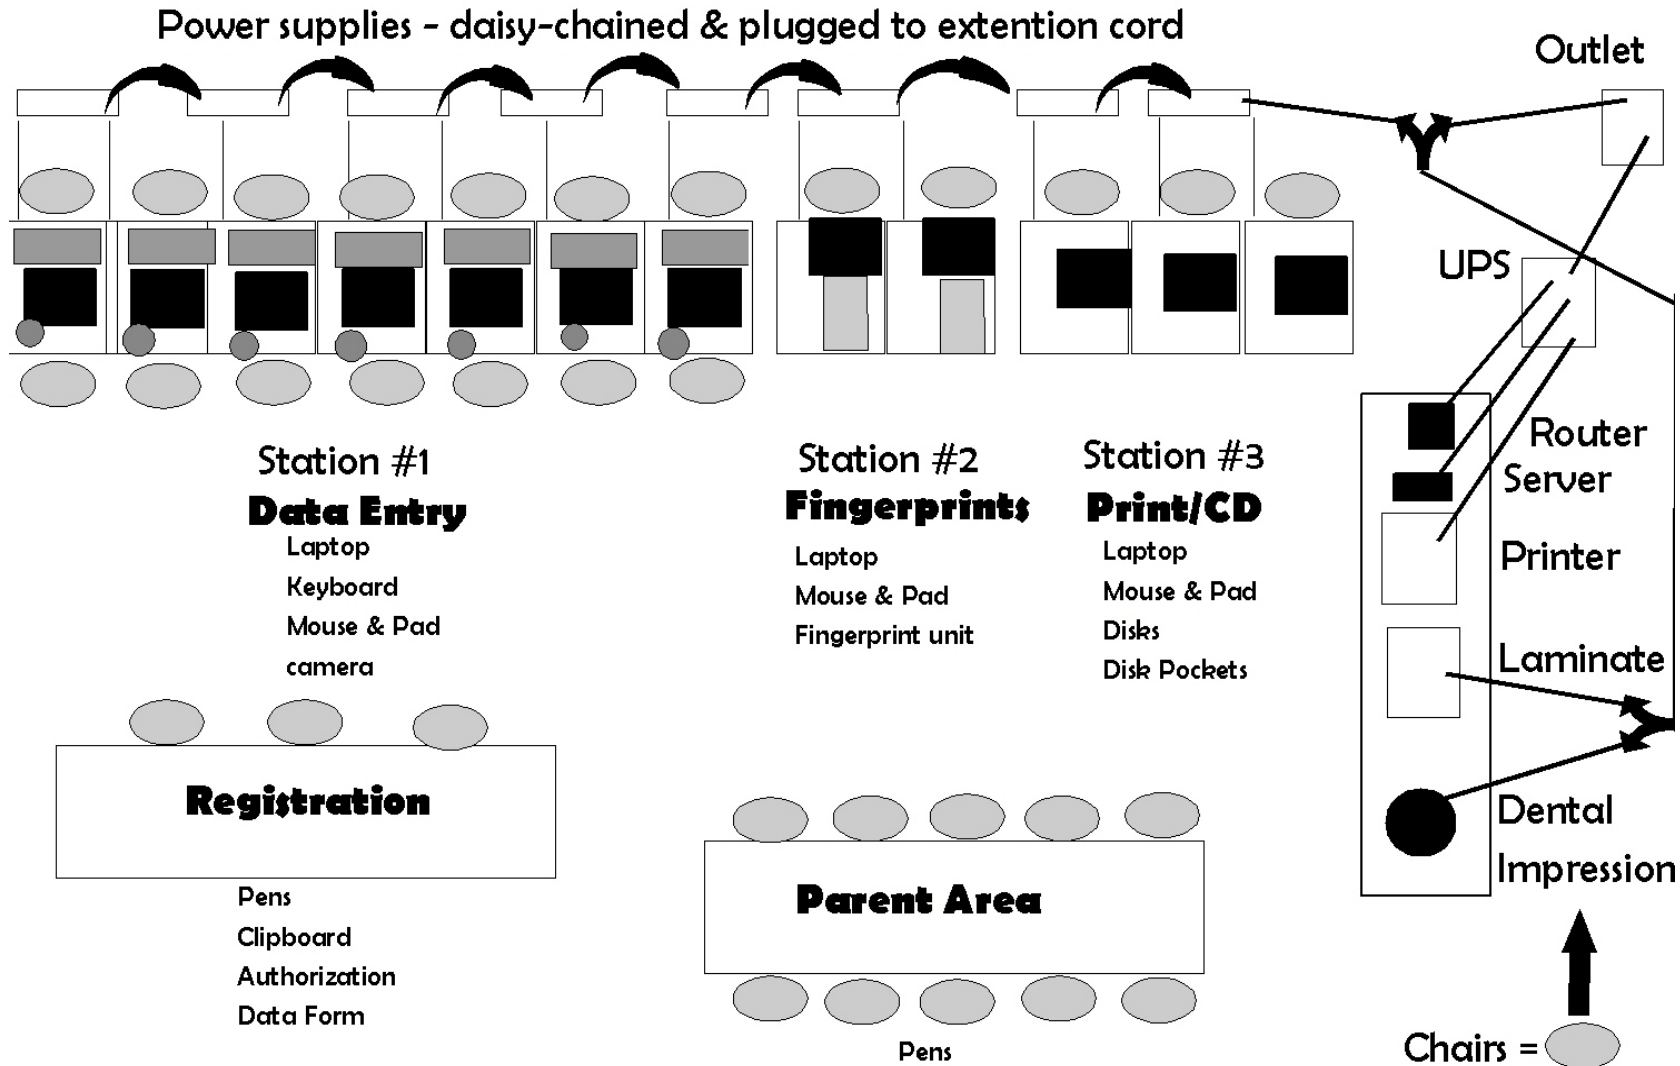 Power supplies - daisy-chained & plugged to extention cord
Outlet
UPS
Station #1
Data Entry
Laptop
Keyboard
Mouse & Pad
camera
Station #2
Fingerprints
Laptop
Mouse & Pad
Fingerprint unit
Station #3
Print/CD
Laptop
Mouse & Pad
Disks
Disk Pockets
Router
Server
Printer
Laminate
Dental
Impression
Registration
Pens
Clipboard
Authorization
Data Form
Parent Area
Pens
Chairs =